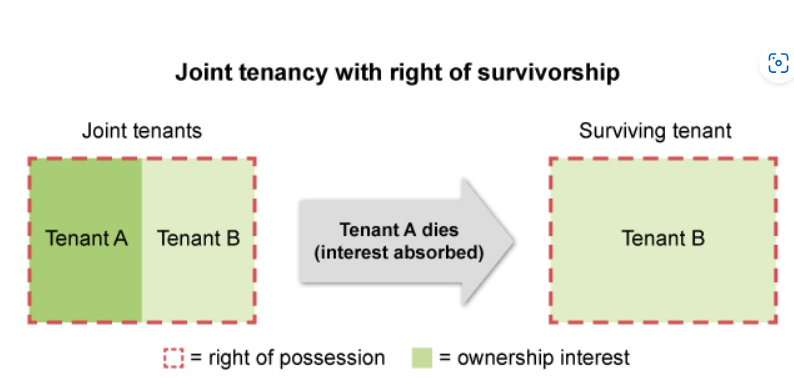 Joint tenancy with right of survivorship
Joint tenants
Surviving tenant
Tenant A
Tenant B
Tenant A dies
(interest absorbed)
Tenant B
= right of possession
= ownership interest